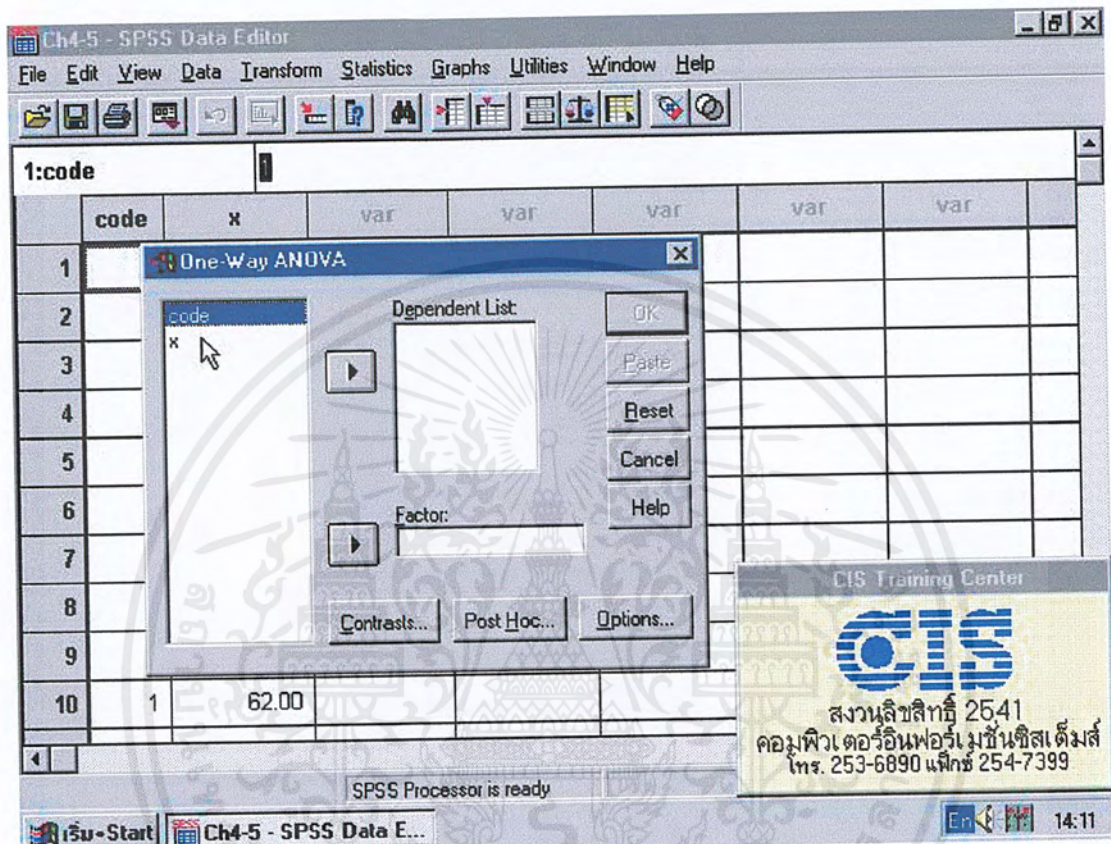 Ch4-5 - SPSS Data Editor
File Edit View Data Transform Statistics Graphs Utilities Window Help
1:code 1
code x var var var var var
1
2
3
4
5
6
7
8
9
10 1 62.00
One-Way ANOVA
code
x
Dependent List:
Factor:
OK
Paste
Reset
Cancel
Help
Contrasts... Post Hoc... Options...
CIS Training Center
CIS
สงวนลิขสิทธิ์ 2541
คอมพิวเตอร์อินฟอร์เมชั่นซิสเต็มส์
โทร. 253-6890 แฟ็กซ์ 254-7399
SPSS Processor is ready
เริ่ม-Start Ch4-5 - SPSS Data E... En 14:11